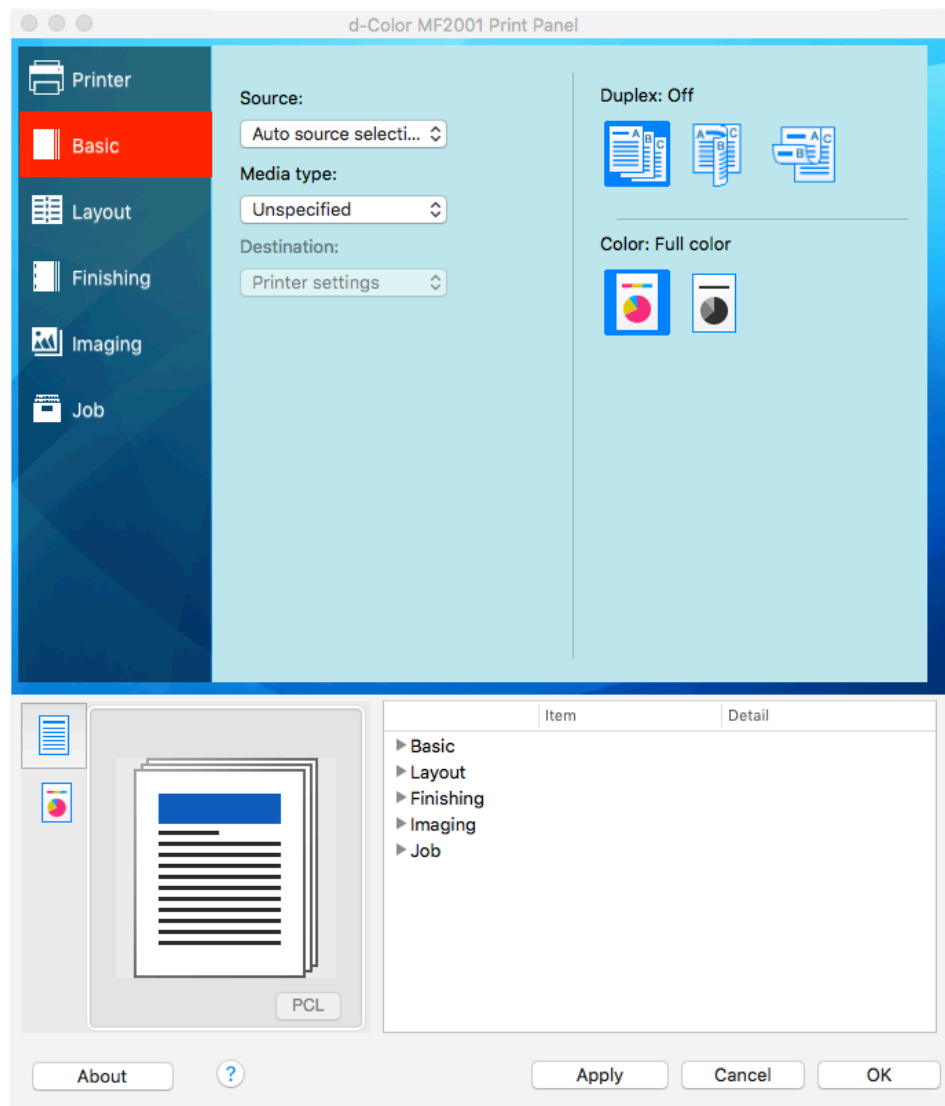 d-Color MF2001 Print Panel
Printer
Basic
Layout
Finishing
Imaging
Job
Source:
Auto source selecti...
Media type:
Unspecified
Destination:
Printer settings
Duplex: Off
A B C
A B C
A B C
Color: Full color
Item Detail
Basic
Layout
Finishing
Imaging
Job
PCL
About ? Apply Cancel OK